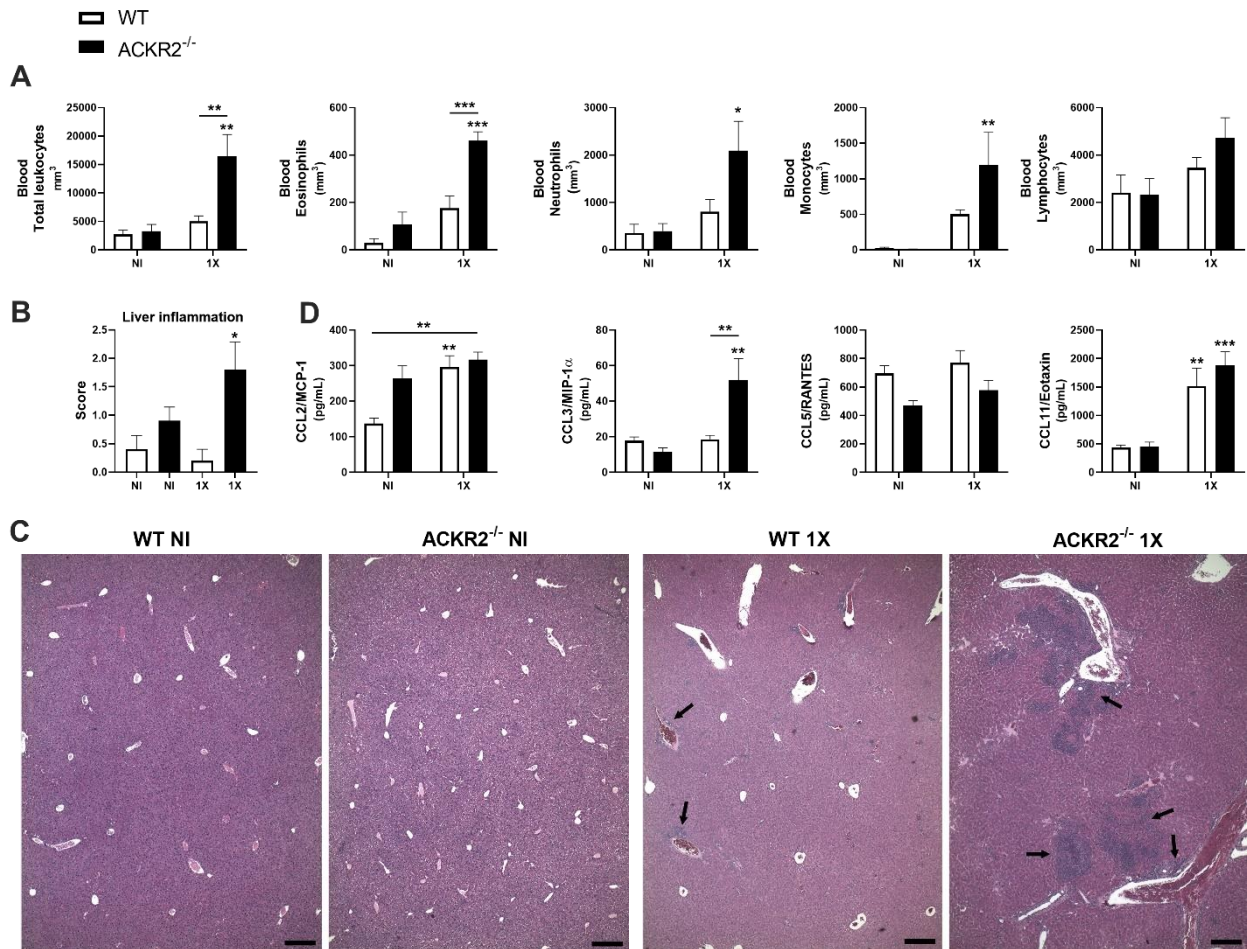 WT
ACKR2-/-
A
Blood
Total leukocytes
mm3
25000
20000
15000
10000
5000
0
**
**
NI
1X
Blood
Eosinophils
(mm3)
600
400
200
0
***
***
NI
1X
Blood
Neutrophils
(mm3)
3000
2000
1000
0
*
NI
1X
Blood
Monocytes
(mm3)
2000
1500
1000
500
0
**
NI
1X
Blood
Lymphocytes
(mm3)
6000
4000
2000
0
NI
1X
B
Liver inflammation
Score
2.5
2.0
1.5
1.0
0.5
0.0
*
NI
NI
1X
1X
D
CCL2/MCP-1
(pg/mL)
400
300
200
100
0
**
**
NI
1X
CCL3/MIP-1α
(pg/mL)
80
60
40
20
0
**
**
NI
1X
CCL5/RANTES
(pg/mL)
1000
800
600
400
200
0
NI
1X
CCL11/Eotaxin
(pg/mL)
2500
2000
1500
1000
500
0
**
***
NI
1X
C
WT NI
ACKR2-/- NI
WT 1X
ACKR2-/- 1X